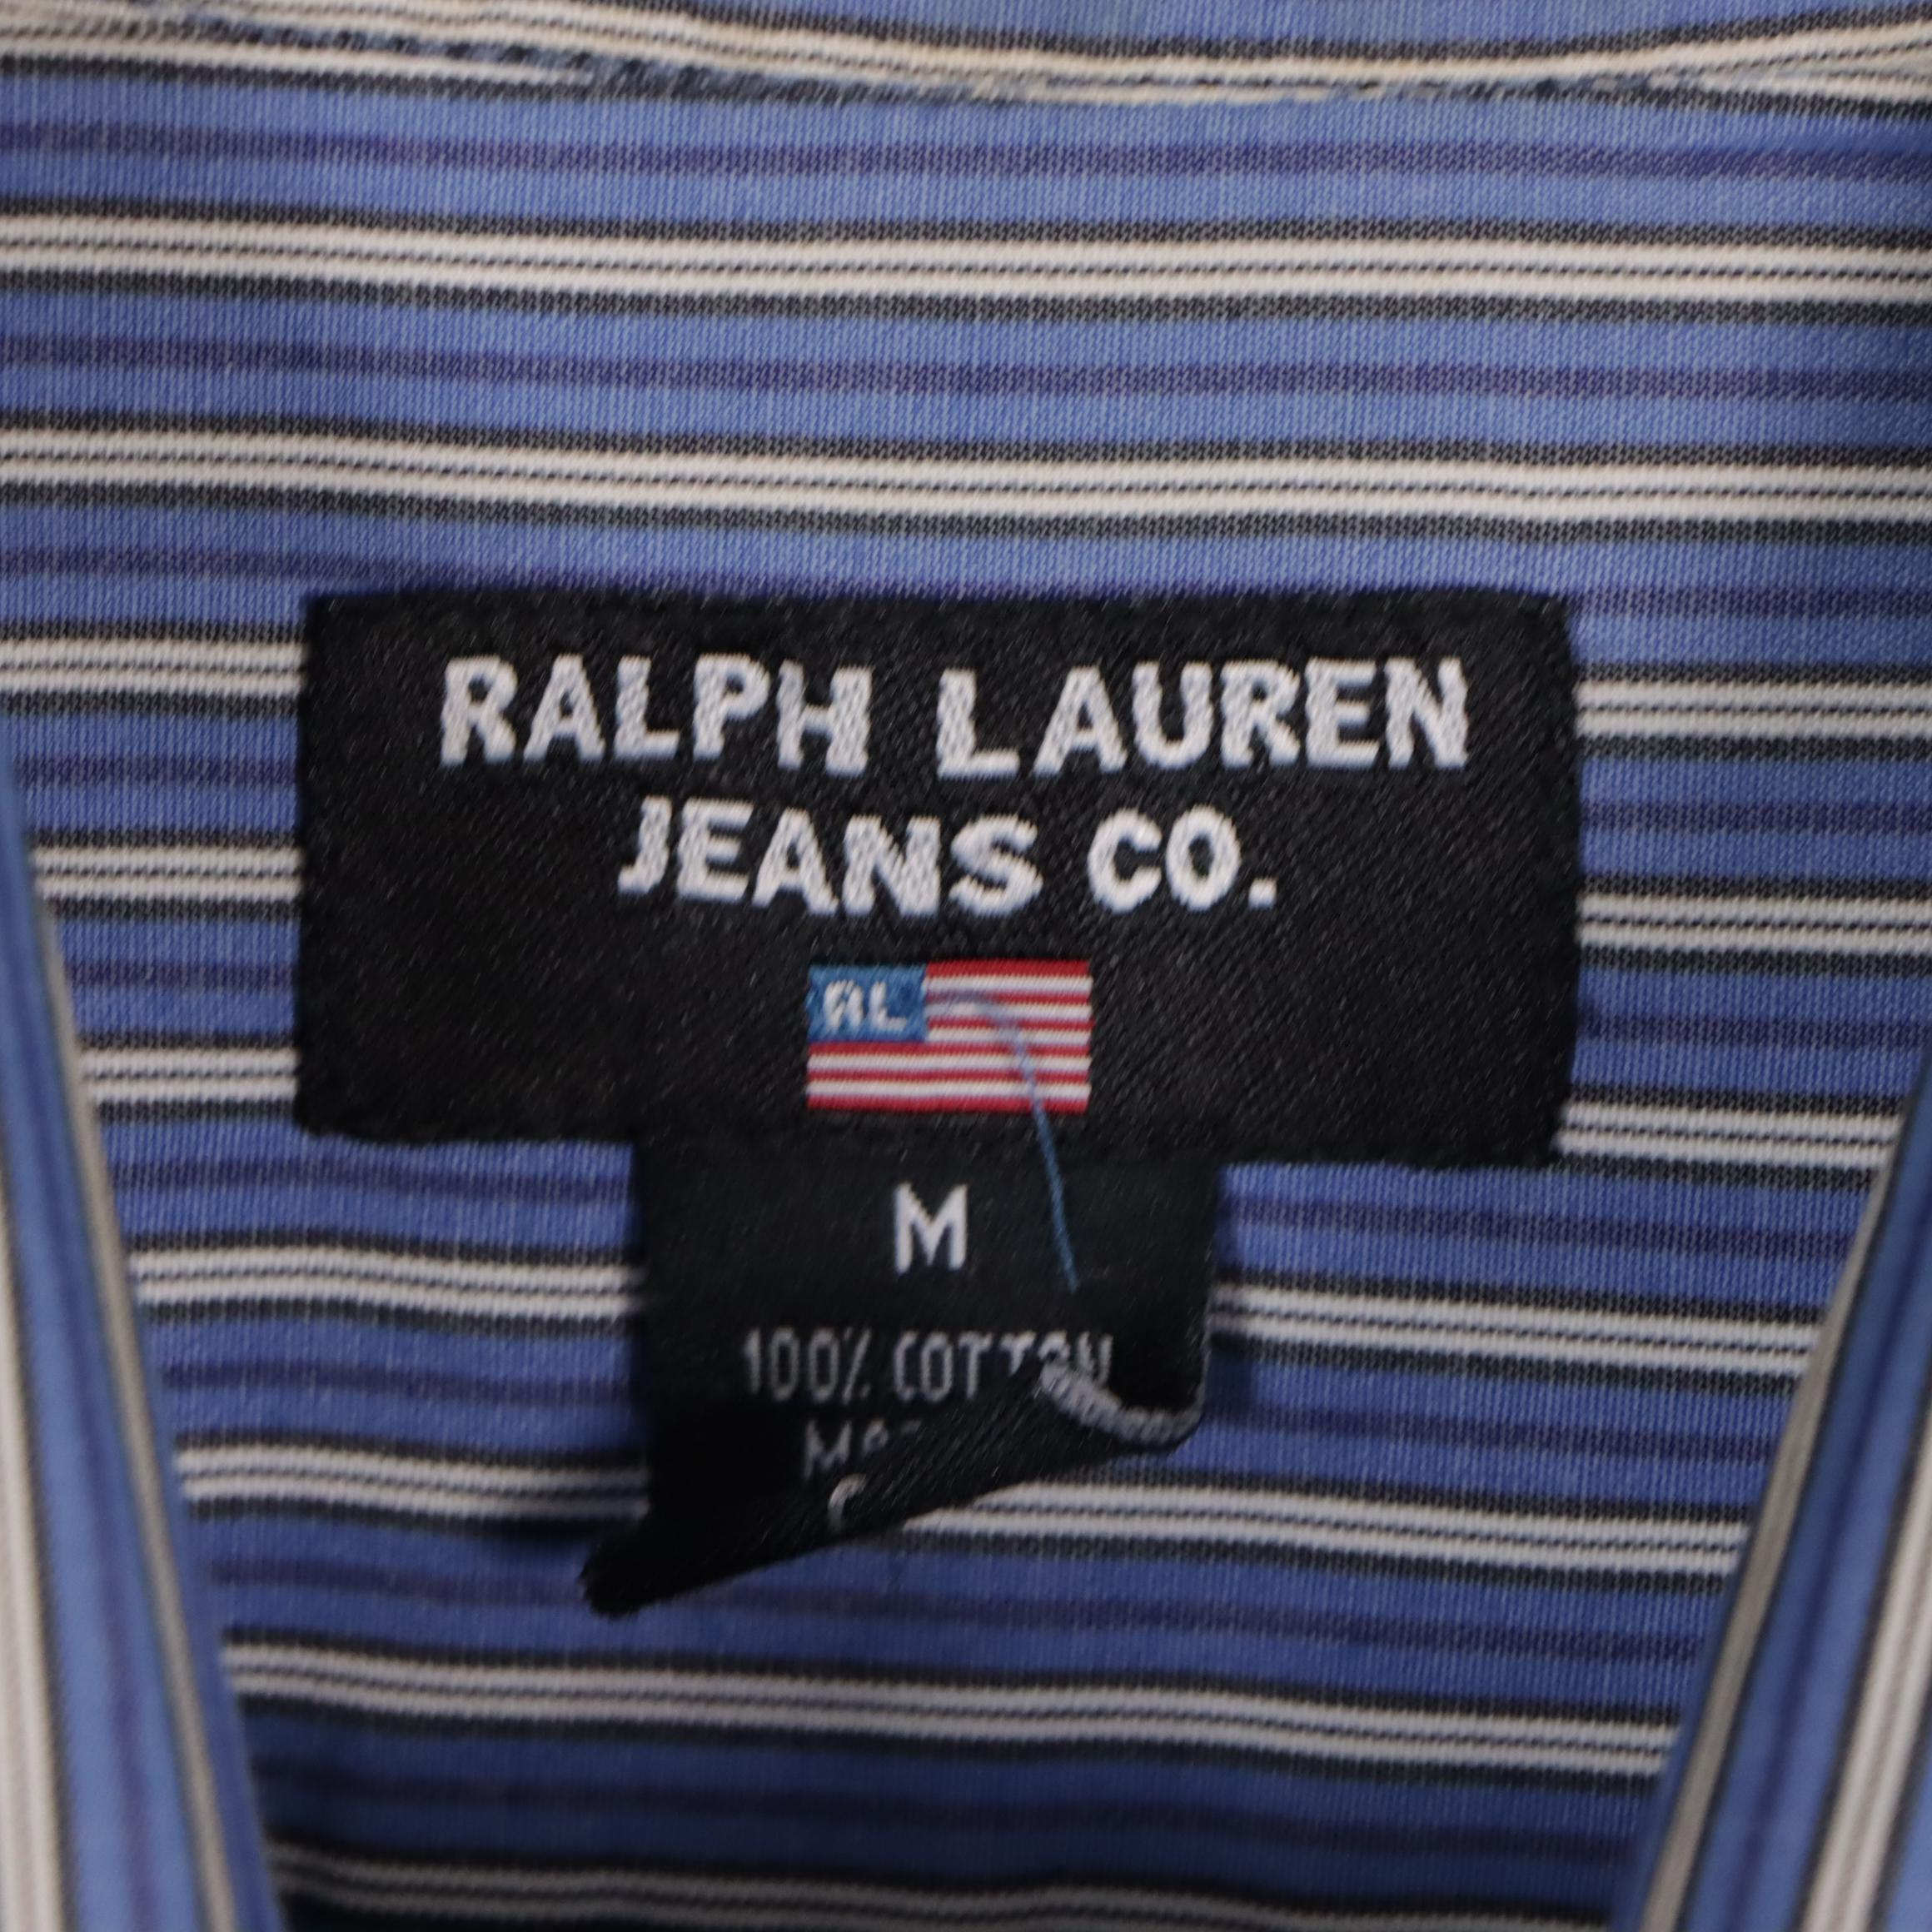 RALPH LAUREN
JEANS CO.
RL
M
100% COTTON